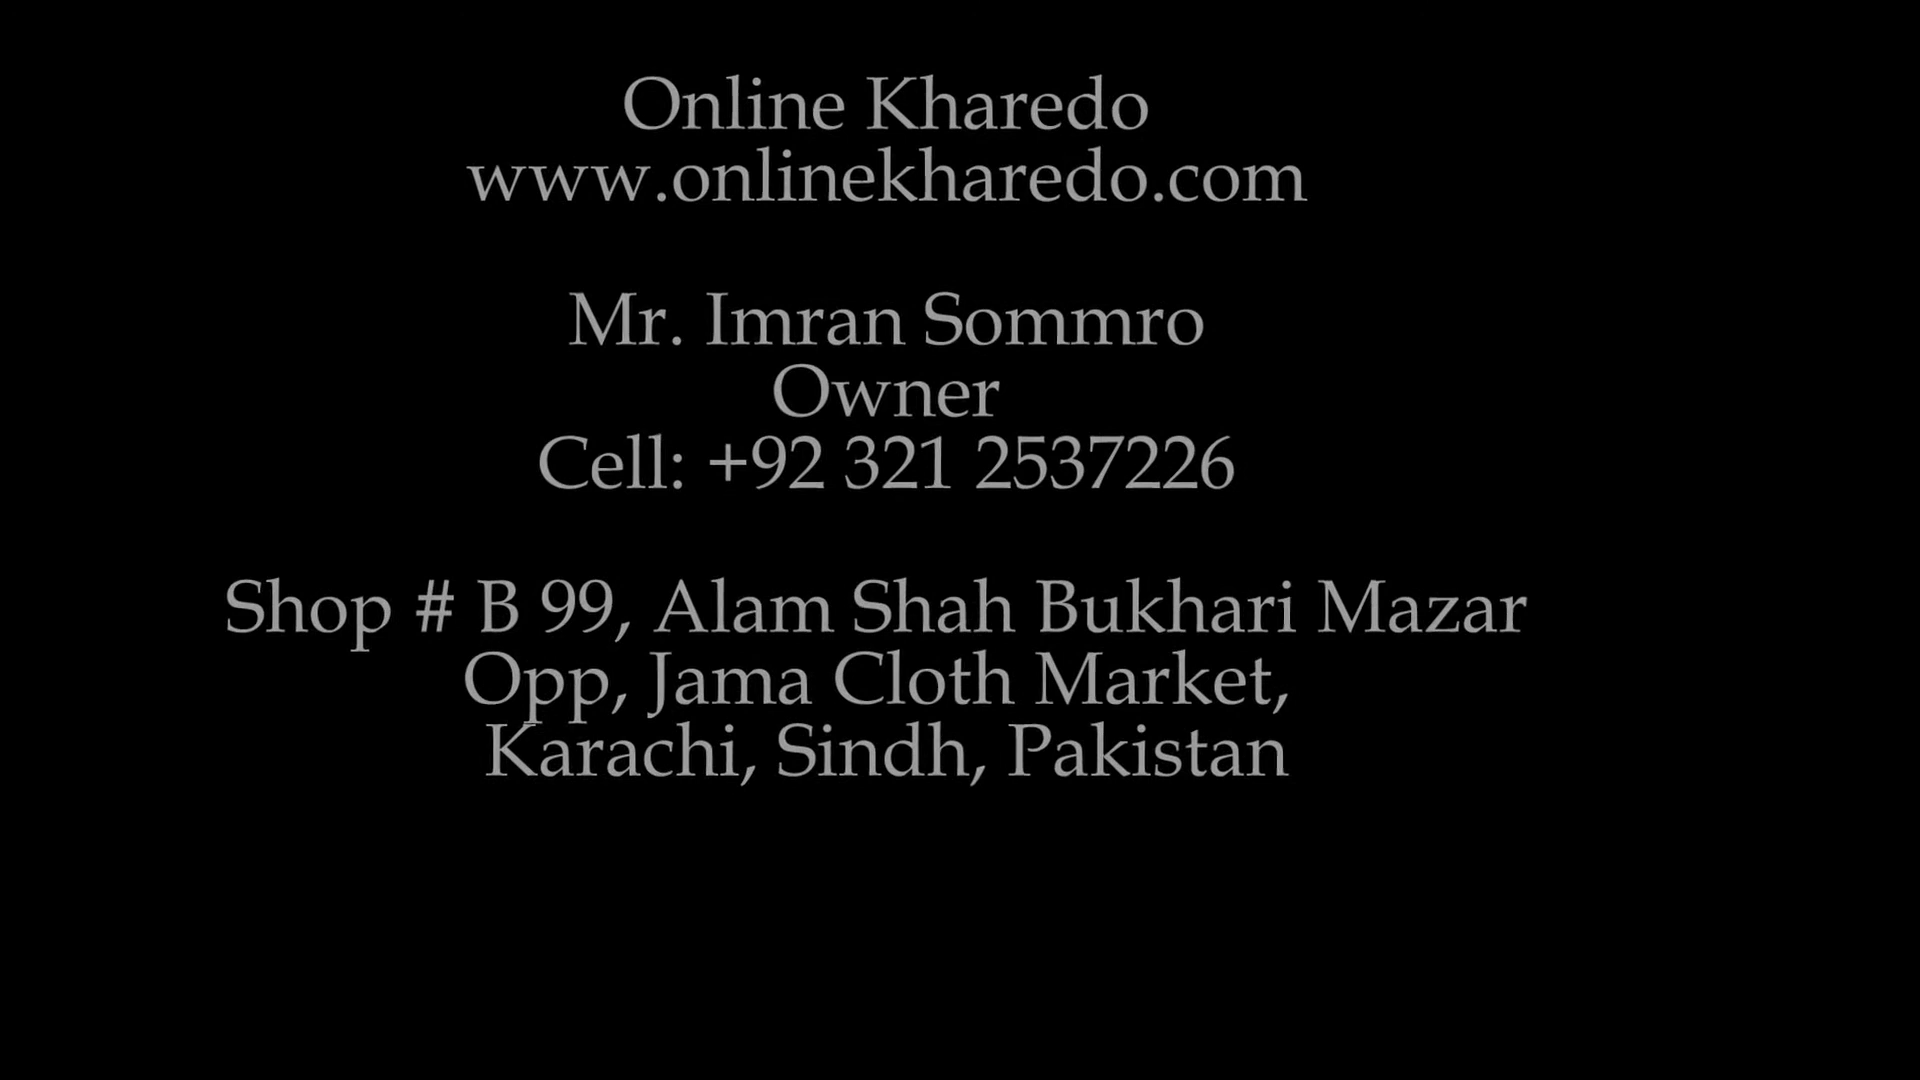 Online Kharedo
www.onlinekharedo.com
Mr. Imran Sommro
Owner
Cell: +92 321 2537226
Shop # B 99, Alam Shah Bukhari Mazar
Opp, Jama Cloth Market,
Karachi, Sindh, Pakistan